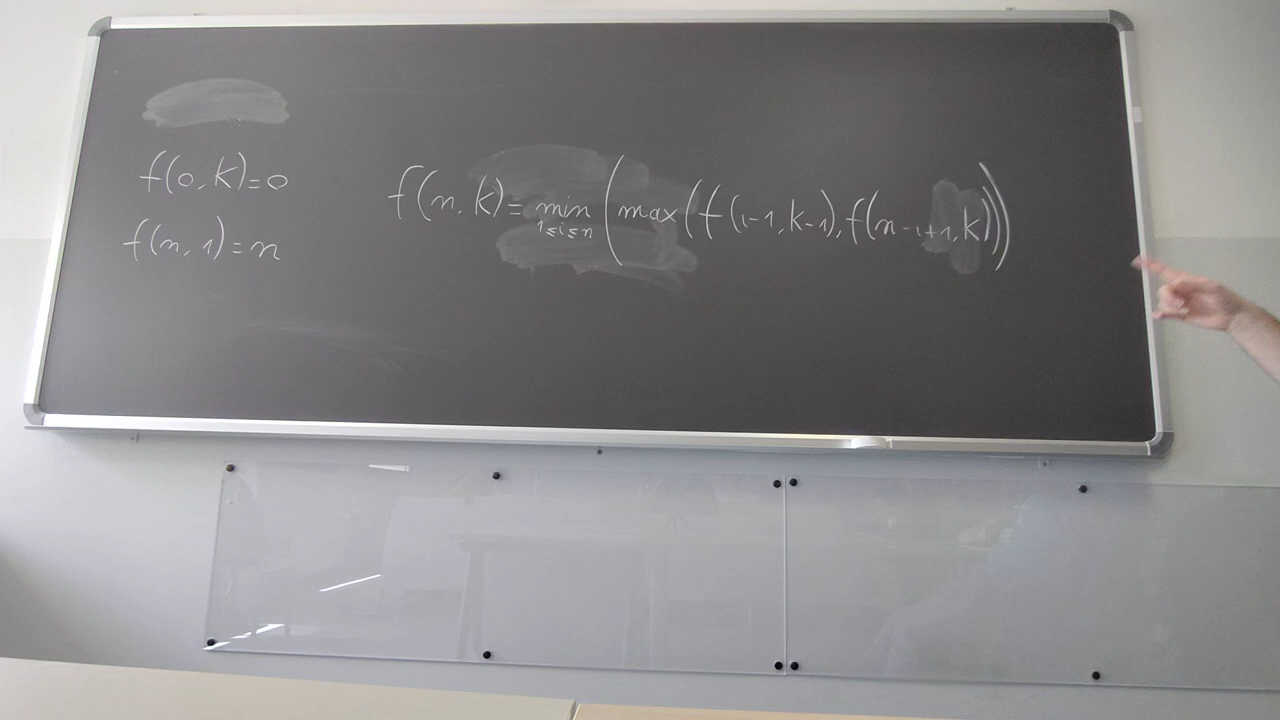 f(0, k)=0
f(n, 1)=n
f(n, k)= min 1≤i≤n (max(f(i-1, k-1), f(n-i+1, k)))